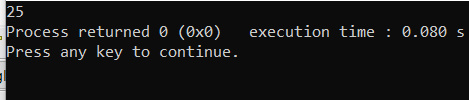 25
Process returned 0 (0x0)   execution time : 0.080 s
Press any key to continue.